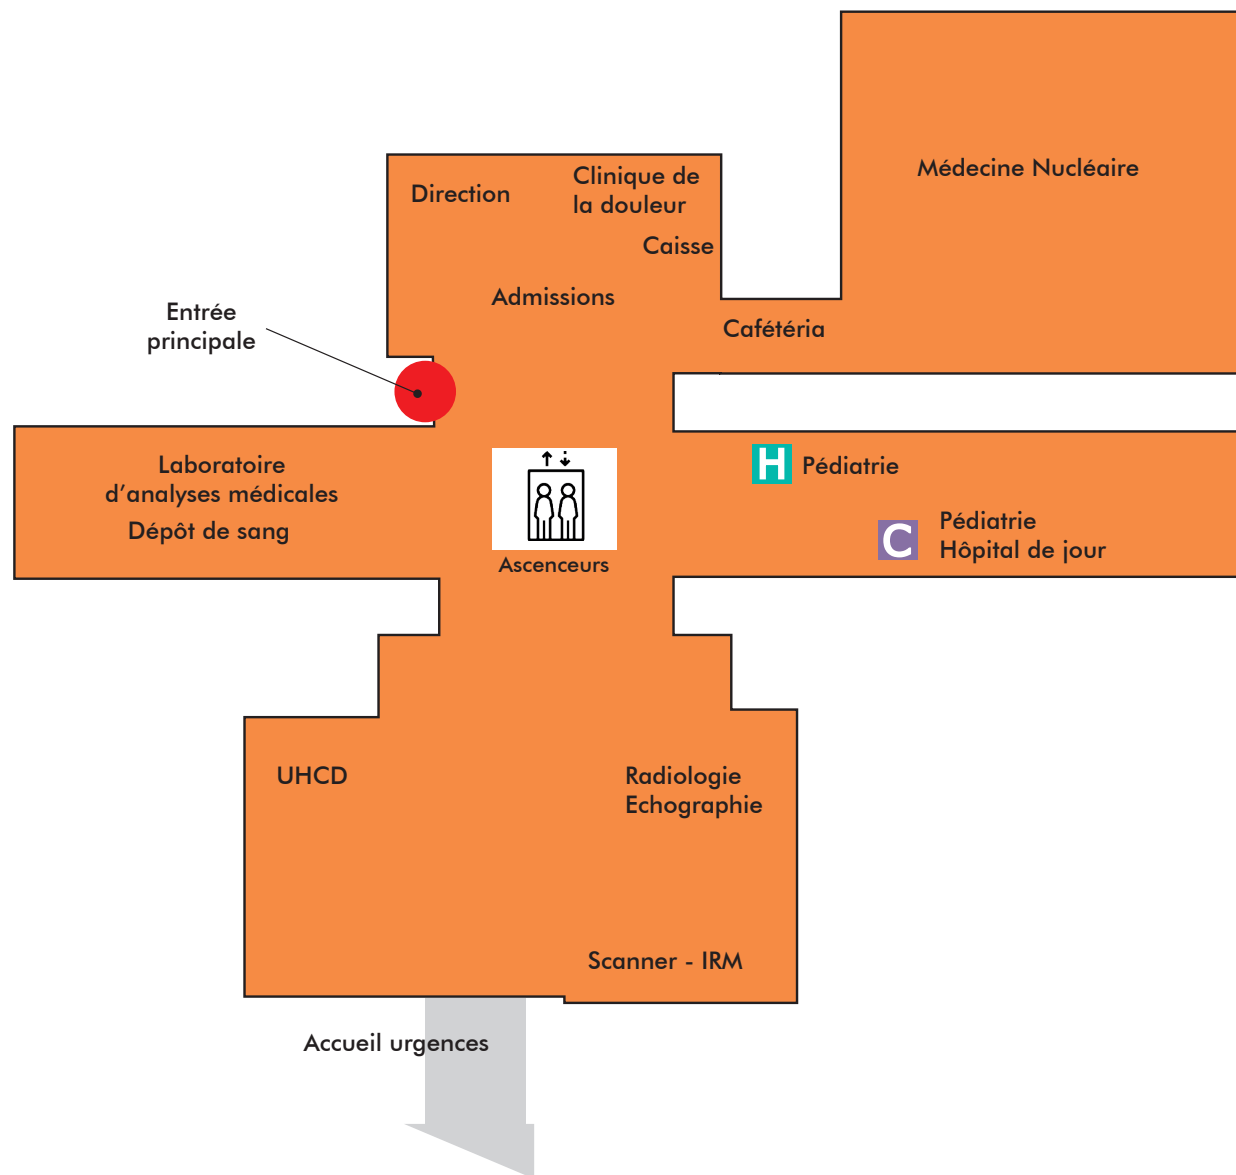 Médecine Nucléaire
Direction
Clinique de
la douleur
Caisse
Admissions
Entrée
principale
Cafétéria
Laboratoire
d'analyses médicales
Dépôt de sang
Ascenceurs
H Pédiatrie
C Pédiatrie
Hôpital de jour
UHCD
Radiologie
Echographie
Scanner - IRM
Accueil urgences